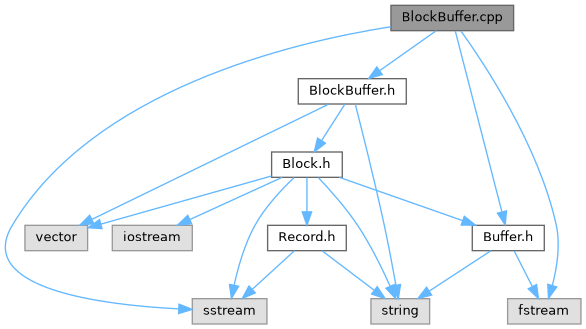 BlockBuffer.cpp
BlockBuffer.h
Block.h
vector
iostream
Record.h
Buffer.h
sstream
string
fstream